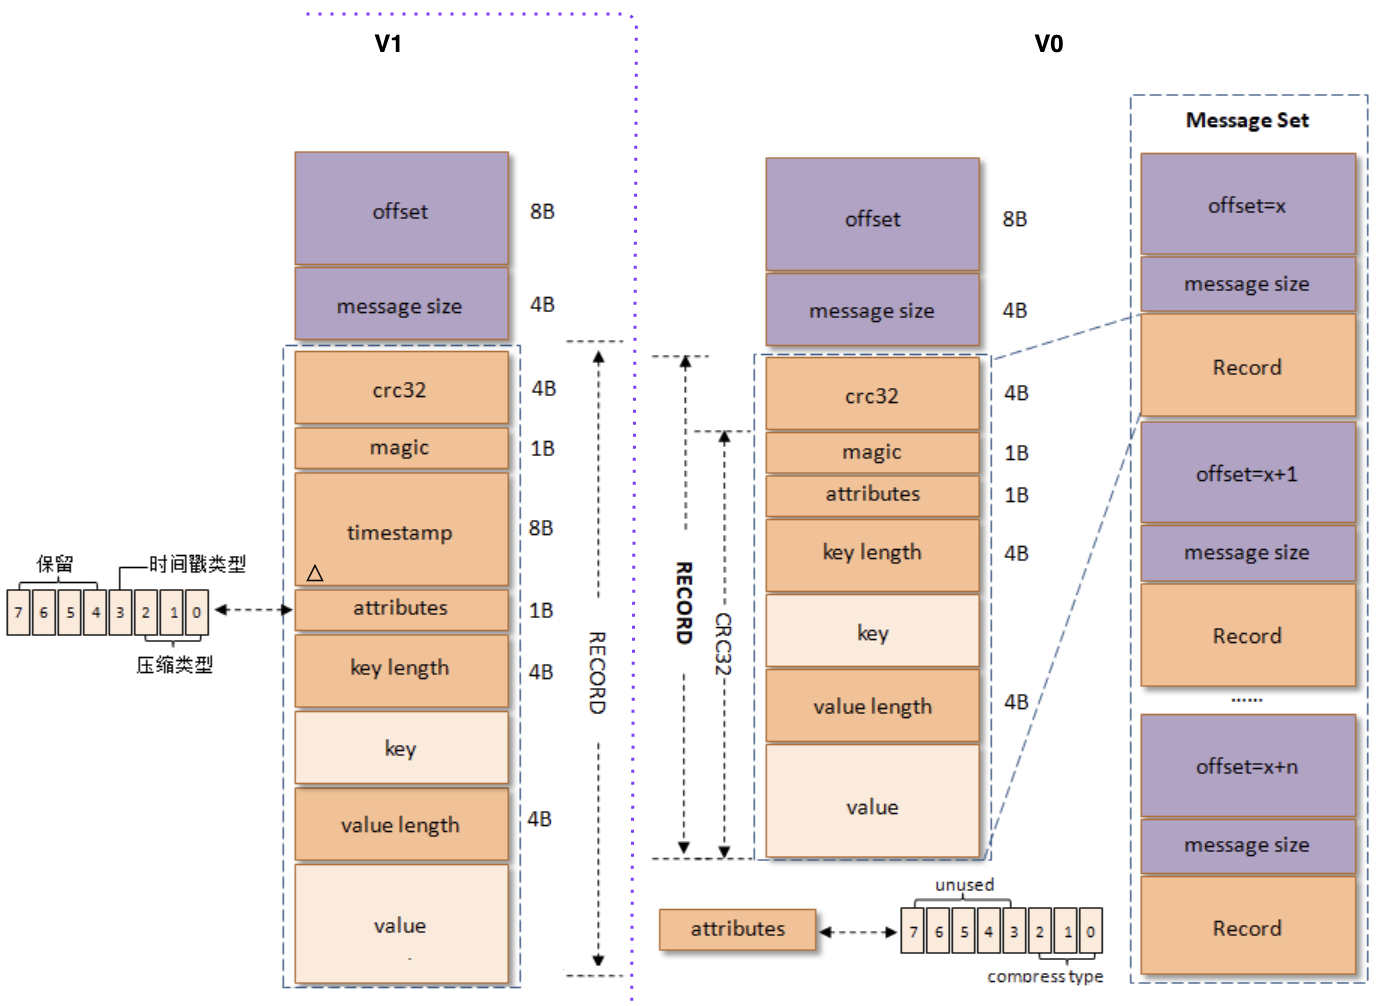 V1
offset
8B
message size
4B
crc32
4B
magic
1B
timestamp
8B
△
attributes
1B
key length
4B
key
value length
4B
value
RECORD
保留
时间戳类型
7 6 5 4 3 2 1 0
压缩类型
V0
offset
8B
message size
4B
crc32
4B
magic
1B
attributes
1B
key length
4B
key
value length
4B
value
RECORD
CRC32
attributes
unused
7 6 5 4 3 2 1 0
compress type
Message Set
offset=x
message size
Record
offset=x+1
message size
Record
......
offset=x+n
message size
Record